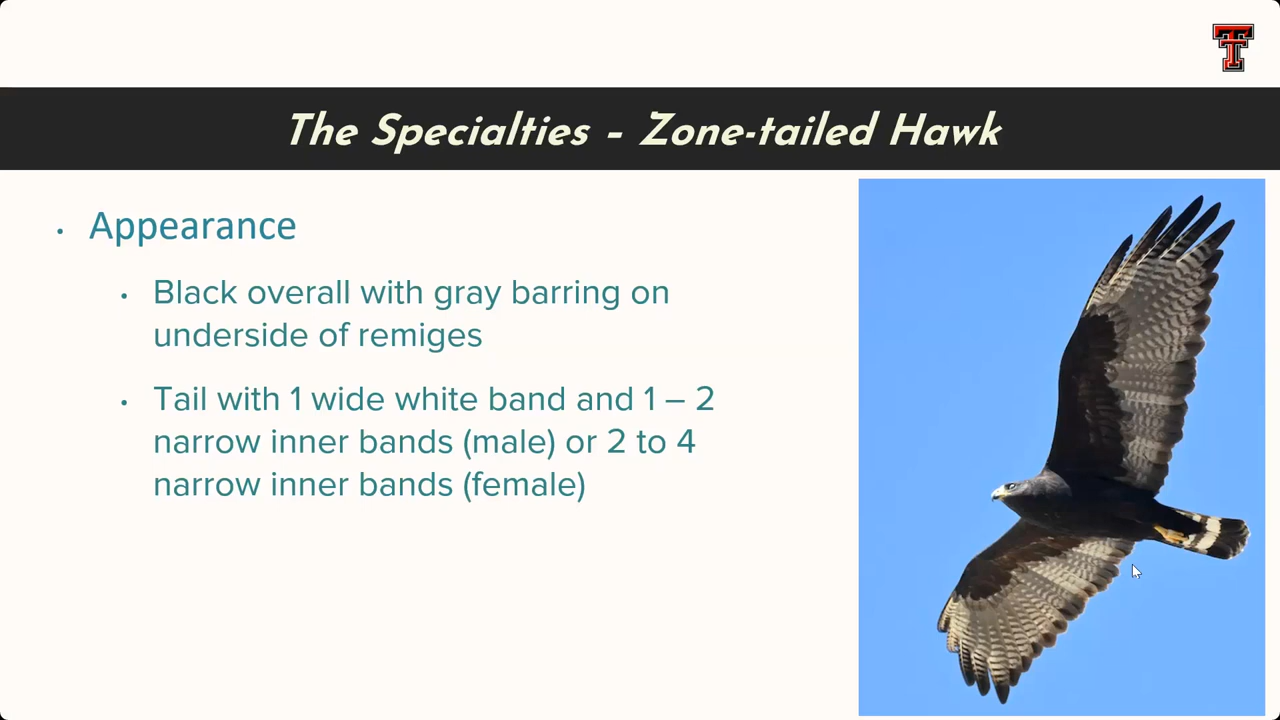 The Specialties – Zone-tailed Hawk
• Appearance
• Black overall with gray barring on
underside of remiges
• Tail with 1 wide white band and 1 – 2
narrow inner bands (male) or 2 to 4
narrow inner bands (female)